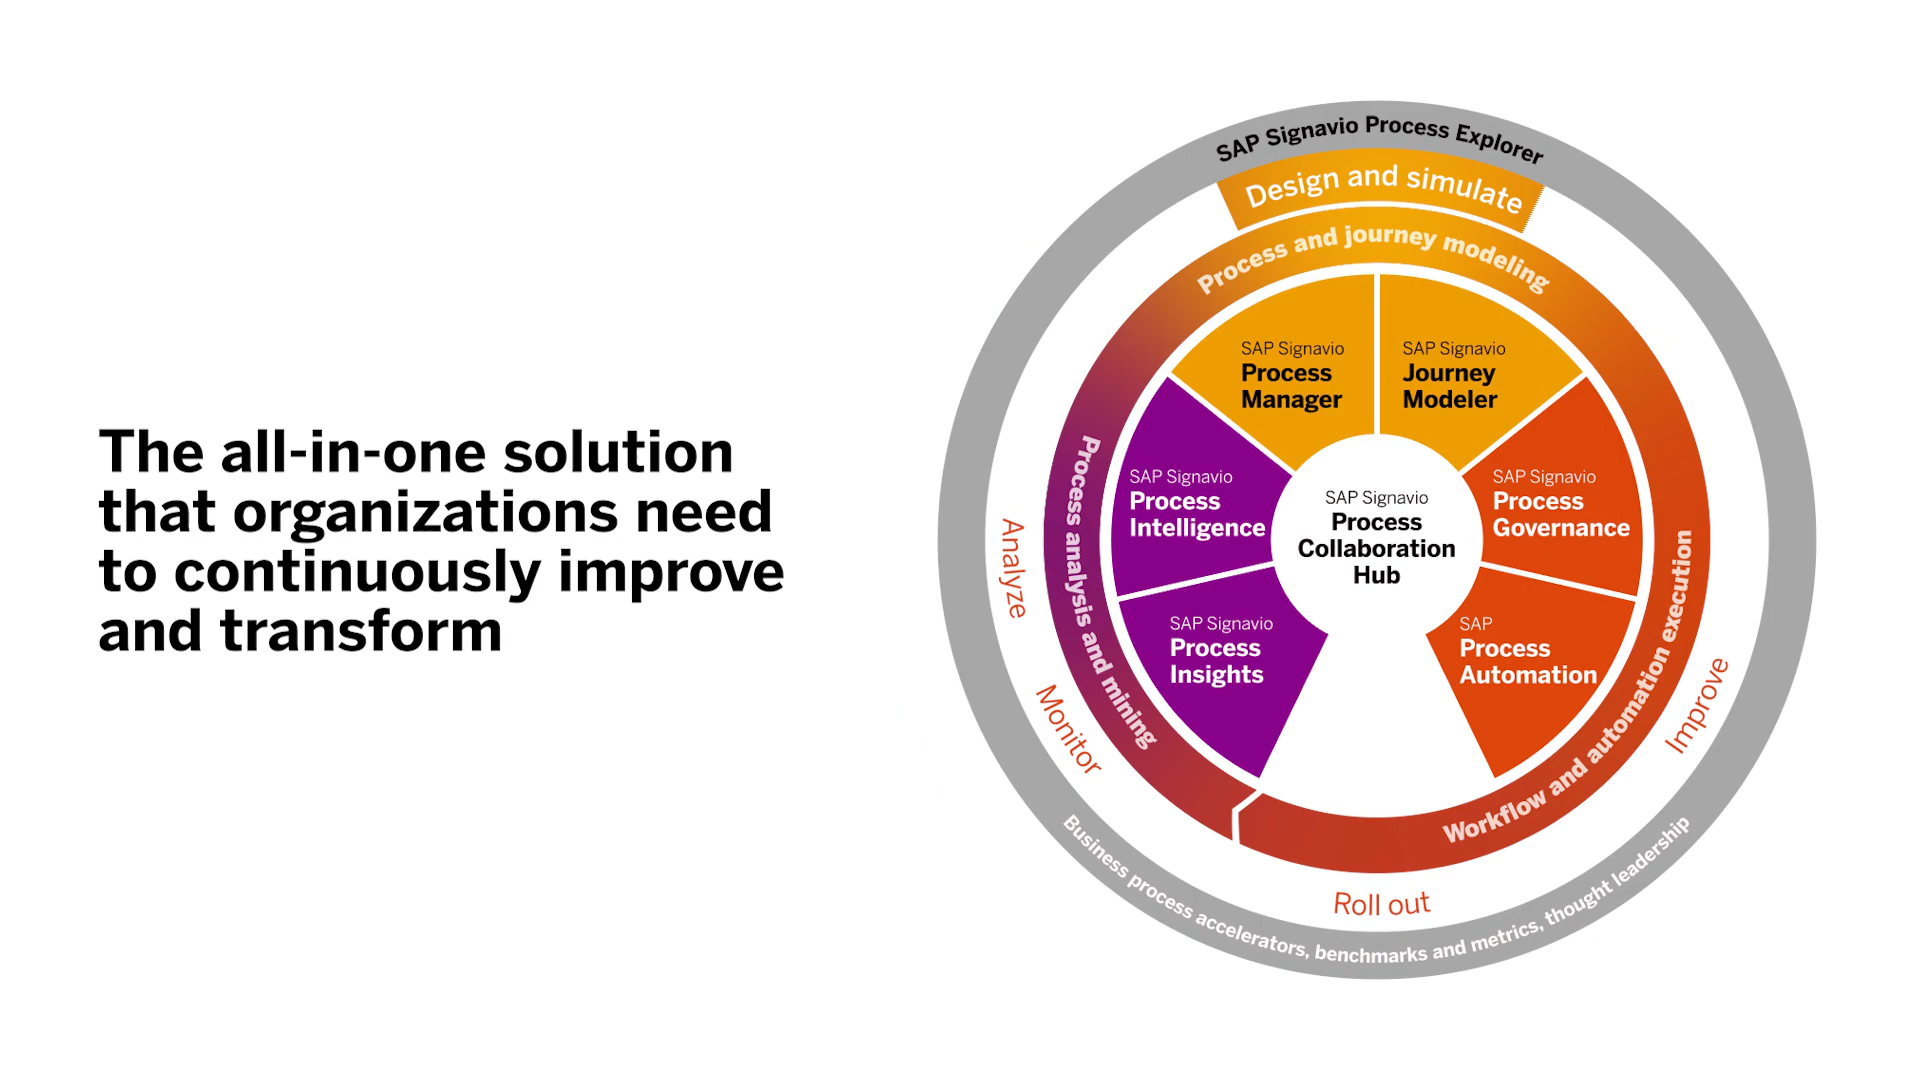 The all-in-one solution
that organizations need
to continuously improve
and transform
SAP Signavio Process Explorer
Design and simulate
Process and journey modeling
SAP Signavio
Process
Manager
SAP Signavio
Journey
Modeler
SAP Signavio
Process
Intelligence
SAP Signavio
Process
Collaboration
Hub
SAP Signavio
Process
Governance
SAP Signavio
Process
Insights
SAP
Process
Automation
Process analysis and mining
Workflow and automation execution
Analyze
Monitor
Improve
Roll out
Business process accelerators, benchmarks and metrics, thought leadership